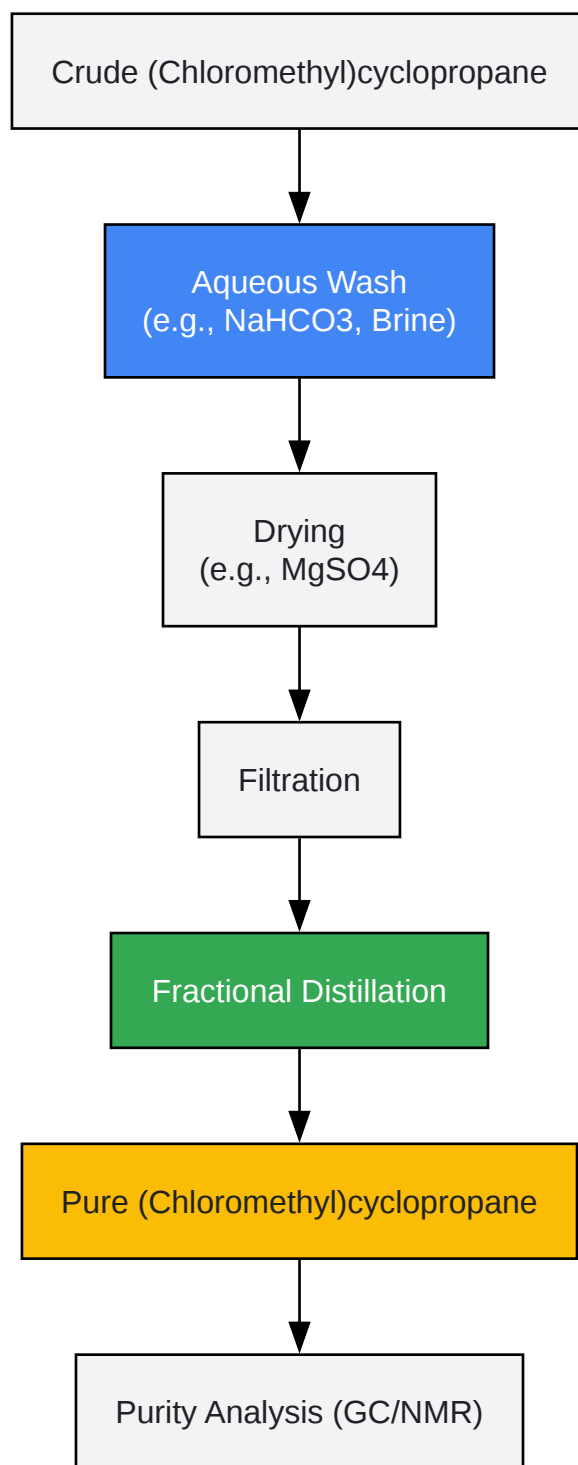 Crude (Chloromethyl)cyclopropane
Aqueous Wash
(e.g., NaHCO3, Brine)
Drying
(e.g., MgSO4)
Filtration
Fractional Distillation
Pure (Chloromethyl)cyclopropane
Purity Analysis (GC/NMR)